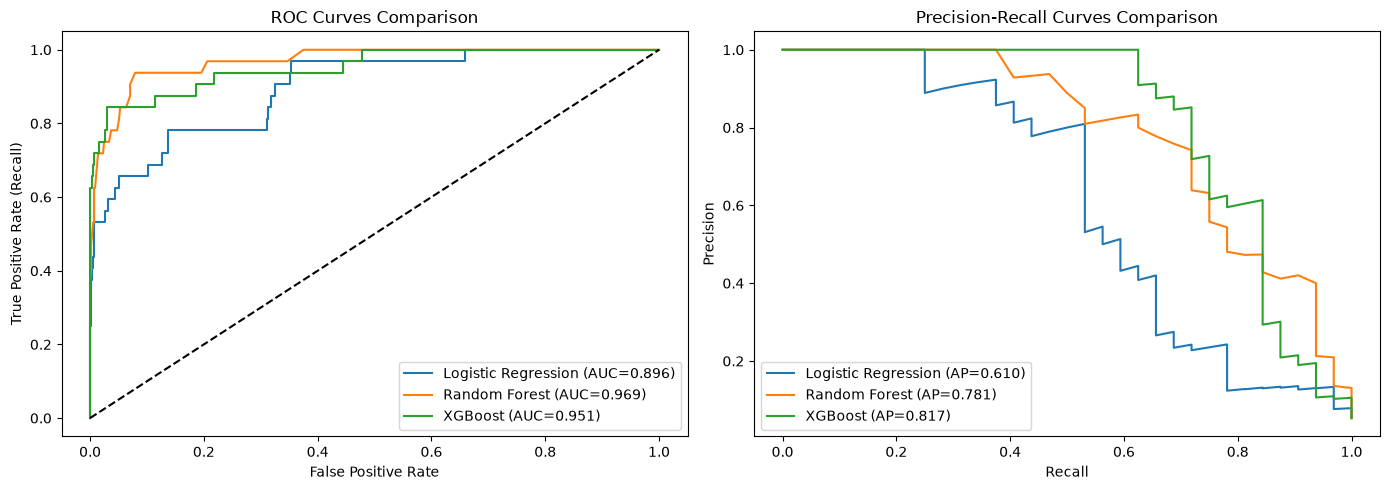 ROC Curves Comparison
True Positive Rate (Recall)
1.0
0.8
0.6
0.4
0.2
0.0
Logistic Regression (AUC=0.896)
Random Forest (AUC=0.969)
XGBoost (AUC=0.951)
0.0 0.2 0.4 0.6 0.8 1.0
False Positive Rate
Precision-Recall Curves Comparison
Precision
1.0
0.8
0.6
0.4
0.2
Logistic Regression (AP=0.610)
Random Forest (AP=0.781)
XGBoost (AP=0.817)
0.0 0.2 0.4 0.6 0.8 1.0
Recall